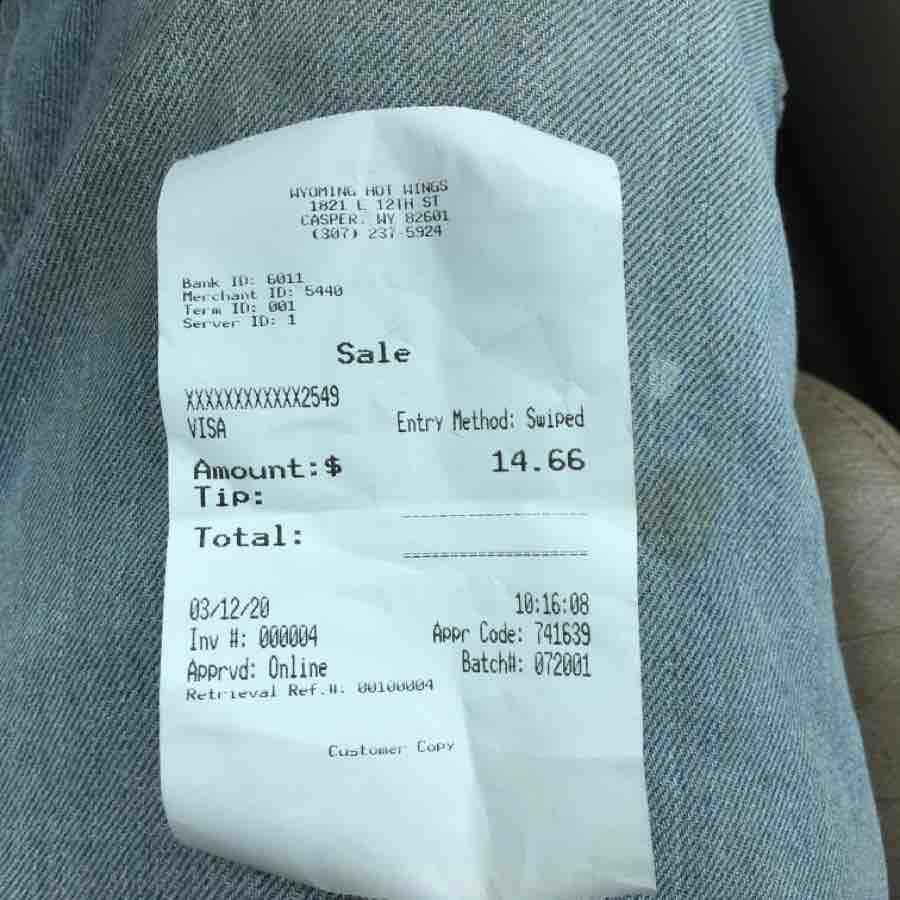 WYOMING HOT WINGS
1821 E 12TH ST
CASPER, WY 82601
(307) 237-5924
Bank ID: 6011
Merchant ID: 5440
Term ID: 001
Server ID: 1
Sale
XXXXXXXXXXXX2549
VISA Entry Method: Swiped
Amount:$ 14.66
Tip:
Total:
03/12/20 10:16:08
Inv #: 000004 Appr Code: 741639
Apprvd: Online Batch#: 072001
Retrieval Ref.#: 00100004
Customer Copy